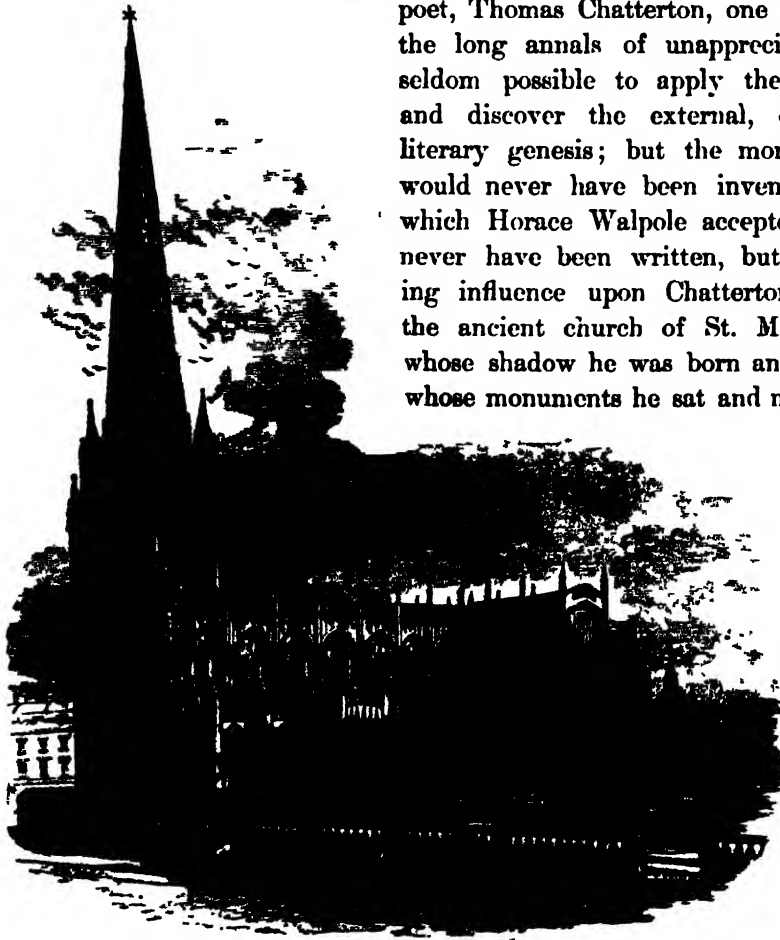 poet, Thomas Chatterton, one
the long annals of unappreci
seldom possible to apply the
and discover the external,
literary genesis; but the mor
would never have been inven
which Horace Walpole accept
never have been written, but
ing influence upon Chatterton
the ancient church of St. M
whose shadow he was born an
whose monuments he sat and